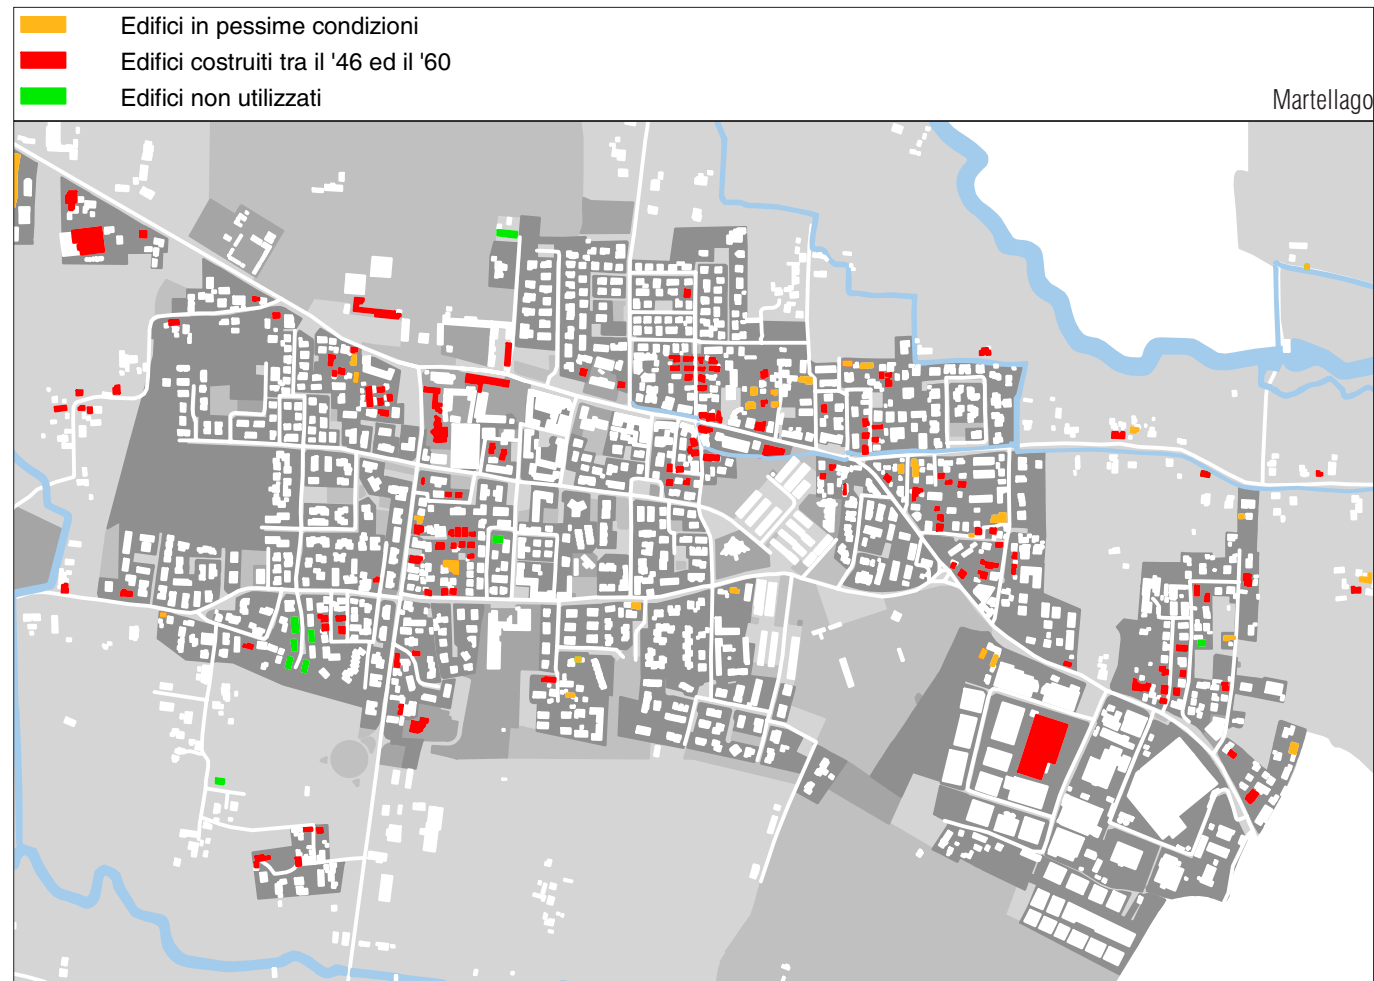 Edifici in pessime condizioni
Edifici costruiti tra il '46 ed il '60
Edifici non utilizzati
Martellago